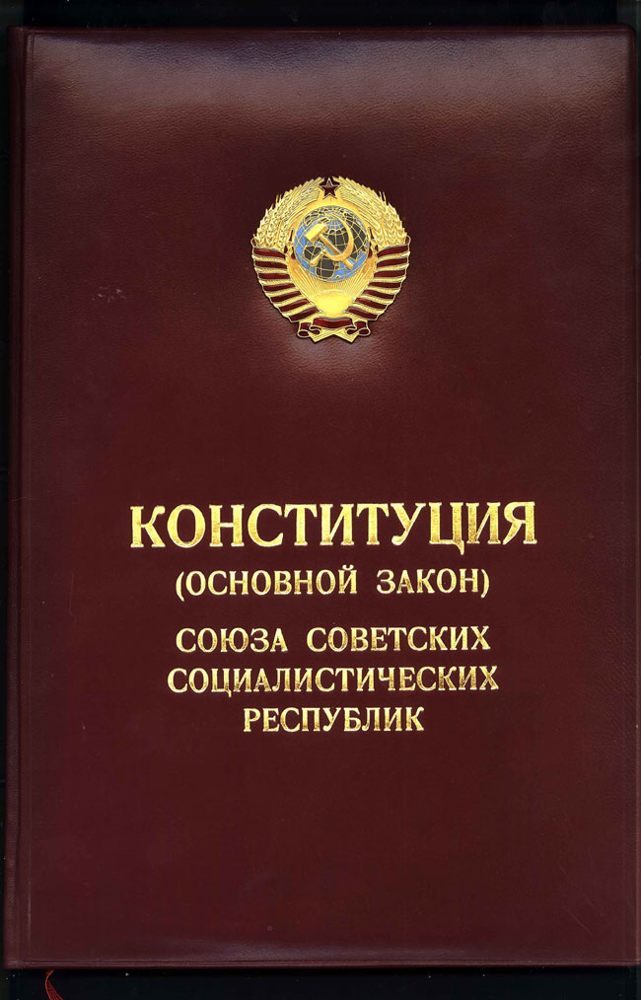 КОНСТИТУЦИЯ
(ОСНОВНОЙ ЗАКОН)
СОЮЗА СОВЕТСКИХ
СОЦИАЛИСТИЧЕСКИХ
РЕСПУБЛИК